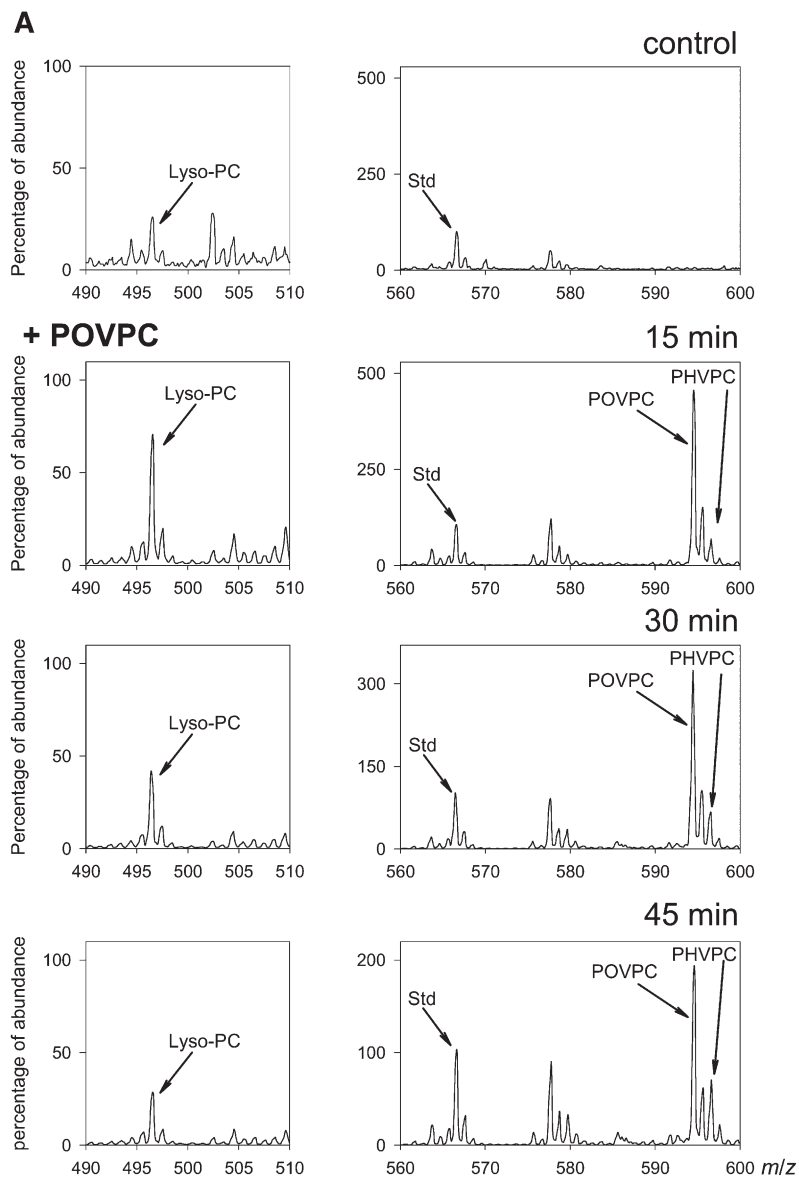 A
control
Percentage of abundance
100
50
0
Lyso-PC
490 495 500 505 510
500
250
0
Std
560 570 580 590 600
+ POVPC
15 min
Percentage of abundance
100
50
0
Lyso-PC
490 495 500 505 510
500
250
0
PHVPC
POVPC
Std
560 570 580 590 600
30 min
Percentage of abundance
100
50
0
Lyso-PC
490 495 500 505 510
300
150
0
PHVPC
POVPC
Std
560 570 580 590 600
45 min
percentage of abundance
100
50
0
Lyso-PC
490 495 500 505 510
200
100
0
PHVPC
POVPC
Std
560 570 580 590 600 m/z